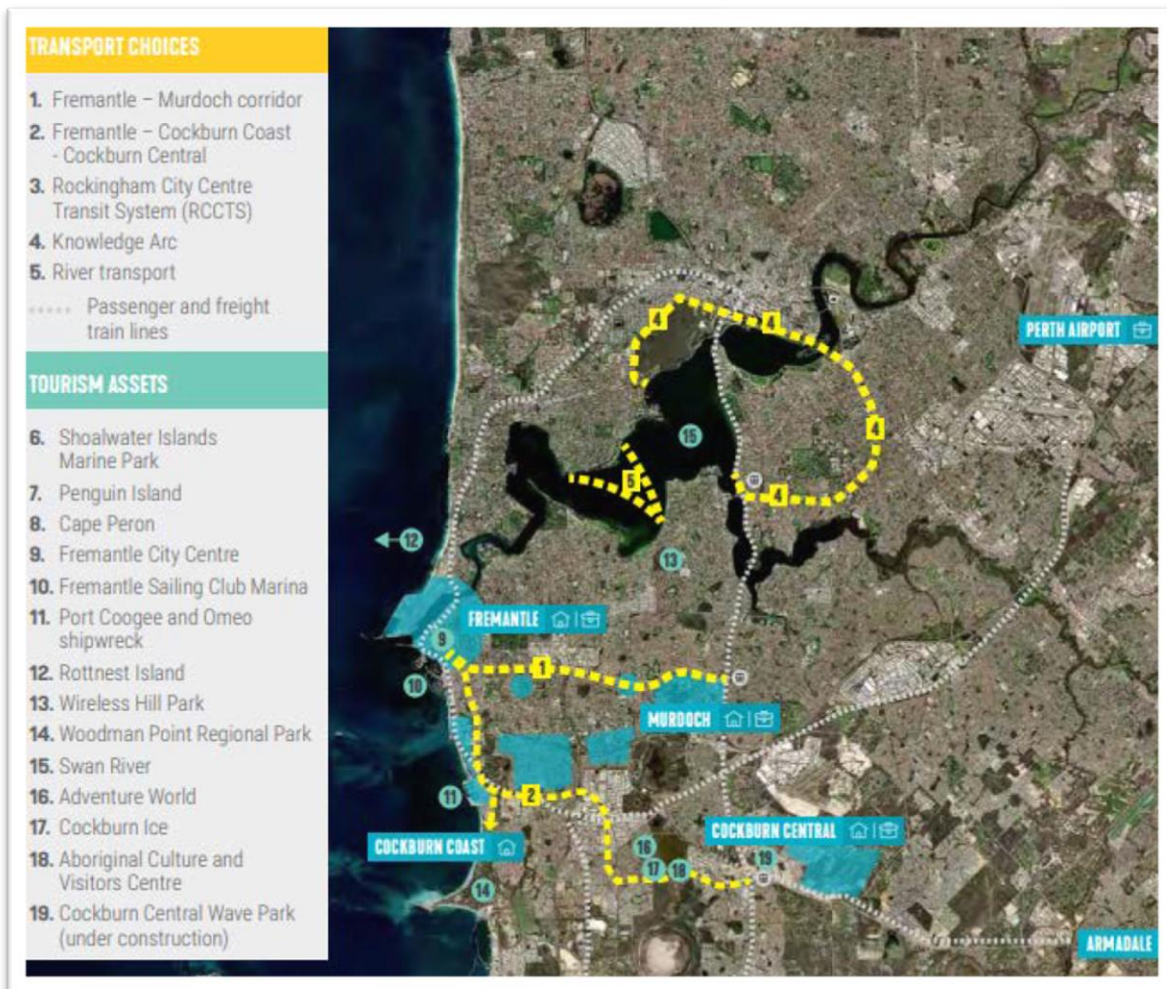 TRANSPORT CHOICES
1. Fremantle – Murdoch corridor
2. Fremantle – Cockburn Coast
- Cockburn Central
3. Rockingham City Centre
Transit System (RCCTS)
4. Knowledge Arc
5. River transport
Passenger and freight
train lines
TOURISM ASSETS
6. Shoalwater Islands
Marine Park
7. Penguin Island
8. Cape Peron
9. Fremantle City Centre
10. Fremantle Sailing Club Marina
11. Port Coogee and Omeo
shipwreck
12. Rottnest Island
13. Wireless Hill Park
14. Woodman Point Regional Park
15. Swan River
16. Adventure World
17. Cockburn Ice
18. Aboriginal Culture and
Visitors Centre
19. Cockburn Central Wave Park
(under construction)
4
4
PERTH AIRPORT
4
15
5
4
12
13
FREMANTLE
9
1
10
MURDOCH
11
2
COCKBURN CENTRAL
COCKBURN COAST
16
19
17
18
14
ARMADALE